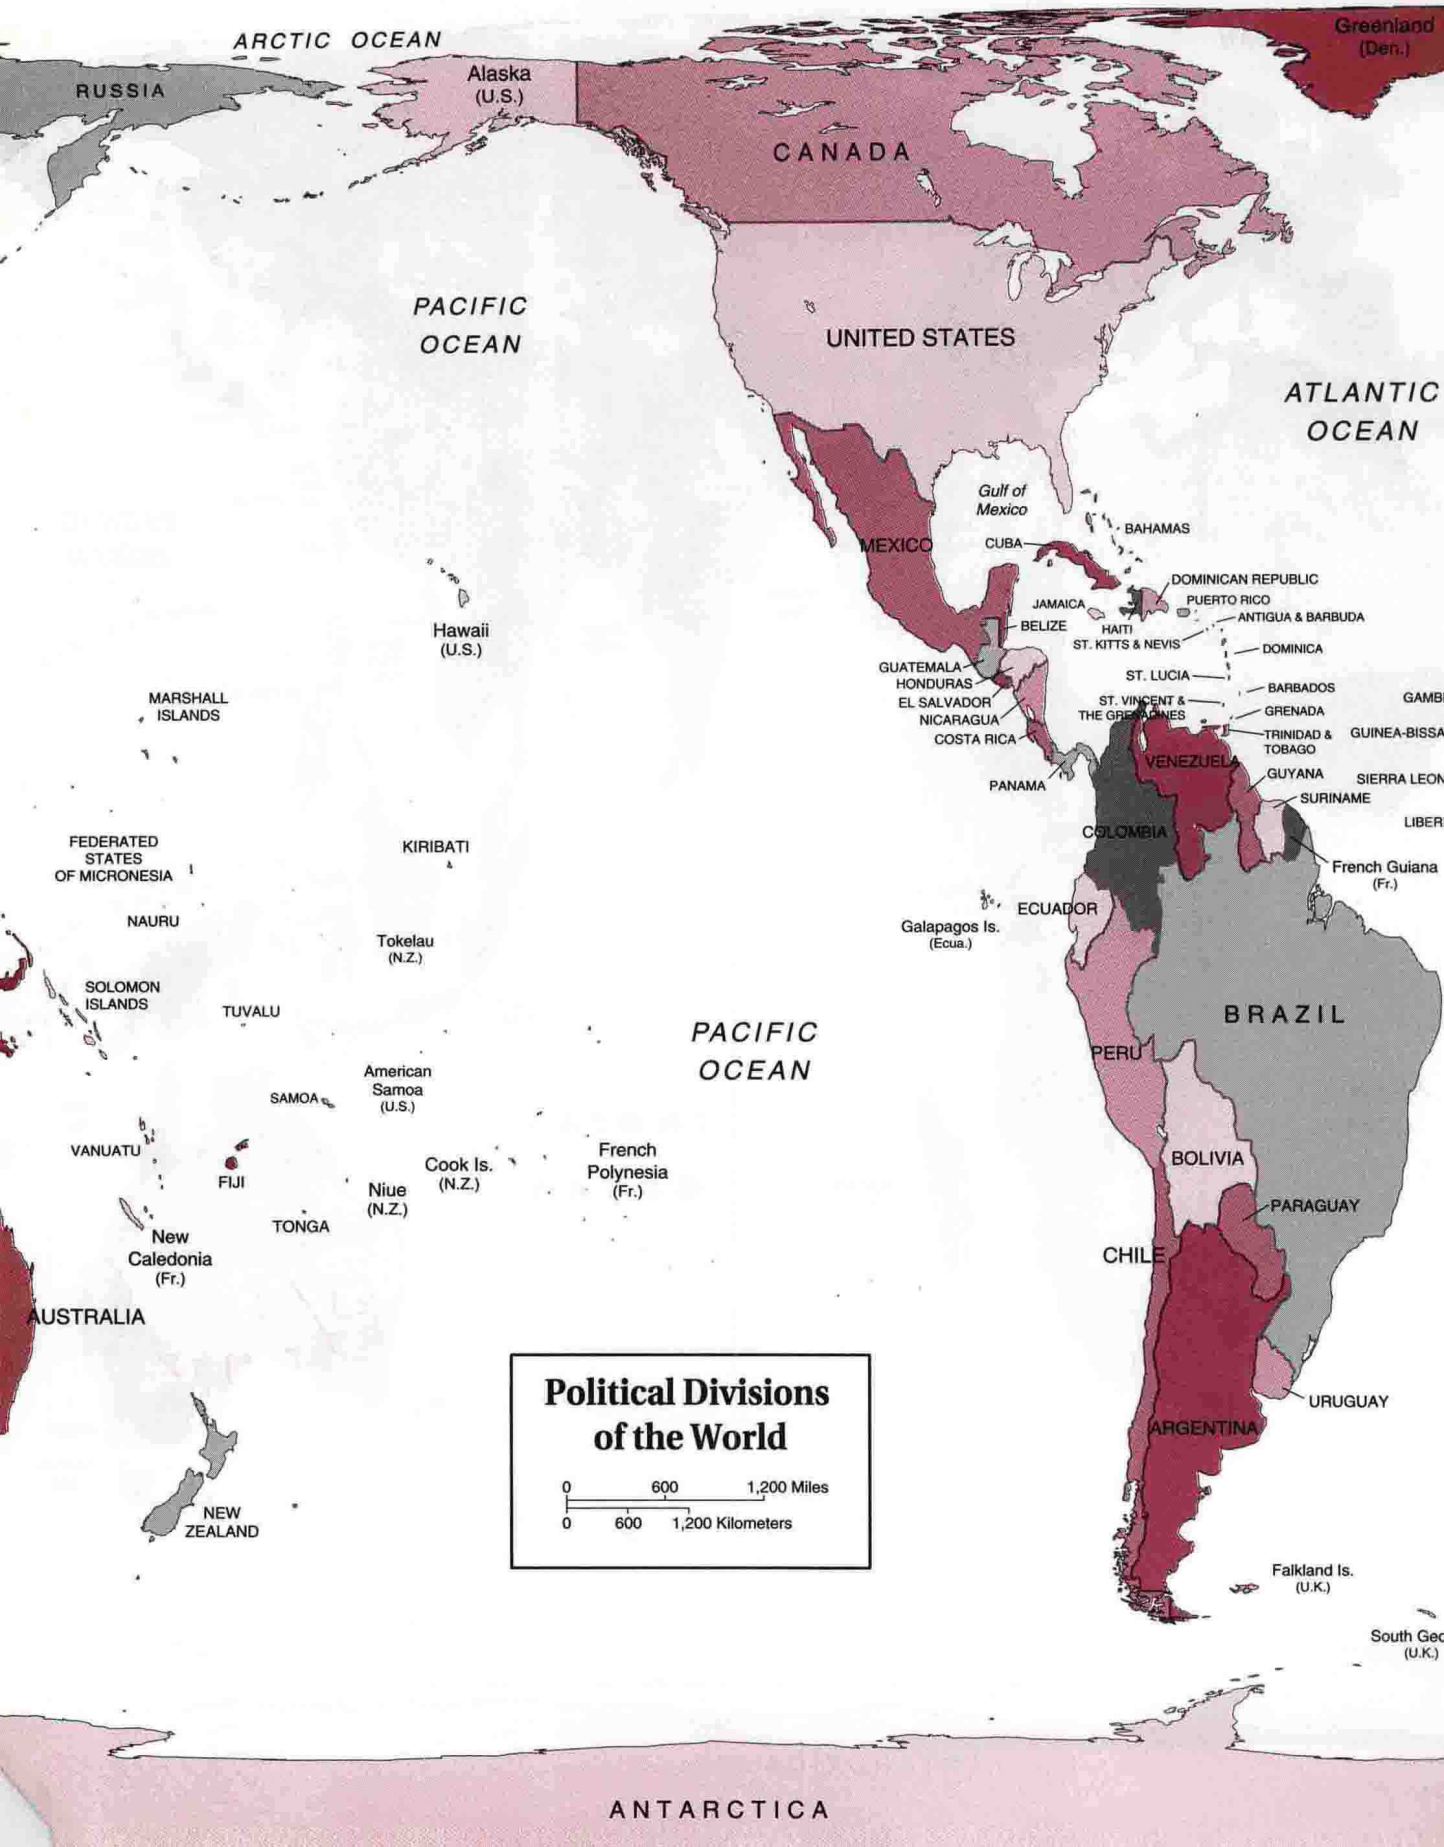 ARCTIC OCEAN
Greenland
(Den.)
RUSSIA
Alaska
(U.S.)
CANADA
PACIFIC
OCEAN
UNITED STATES
ATLANTIC
OCEAN
Gulf of
Mexico
BAHAMAS
MEXICO
CUBA
DOMINICAN REPUBLIC
PUERTO RICO
JAMAICA
ANTIGUA & BARBUDA
BELIZE
HAITI
ST. KITTS & NEVIS
DOMINICA
Hawaii
(U.S.)
GUATEMALA
HONDURAS
ST. LUCIA
BARBADOS
EL SALVADOR
ST. VINCENT &
THE GRENADINES
GRENADA
GAMBI
MARSHALL
ISLANDS
NICARAGUA
COSTA RICA
TRINIDAD &
TOBAGO
GUINEA-BISSA
VENEZUELA
PANAMA
GUYANA
SIERRA LEON
SURINAME
COLOMBIA
LIBER
FEDERATED
STATES
OF MICRONESIA
KIRIBATI
French Guiana
(Fr.)
NAURU
ECUADOR
Galapagos Is.
(Ecua.)
Tokelau
(N.Z.)
SOLOMON
ISLANDS
TUVALU
BRAZIL
PACIFIC
OCEAN
PERU
American
Samoa
(U.S.)
SAMOA
VANUATU
FIJI
Cook Is.
(N.Z.)
French
Polynesia
(Fr.)
BOLIVIA
Niue
(N.Z.)
TONGA
PARAGUAY
New
Caledonia
(Fr.)
CHILE
AUSTRALIA
Political Divisions
of the World
0 600 1,200 Miles
0 600 1,200 Kilometers
URUGUAY
ARGENTINA
NEW
ZEALAND
Falkland Is.
(U.K.)
South Geo
(U.K.)
ANTARCTICA